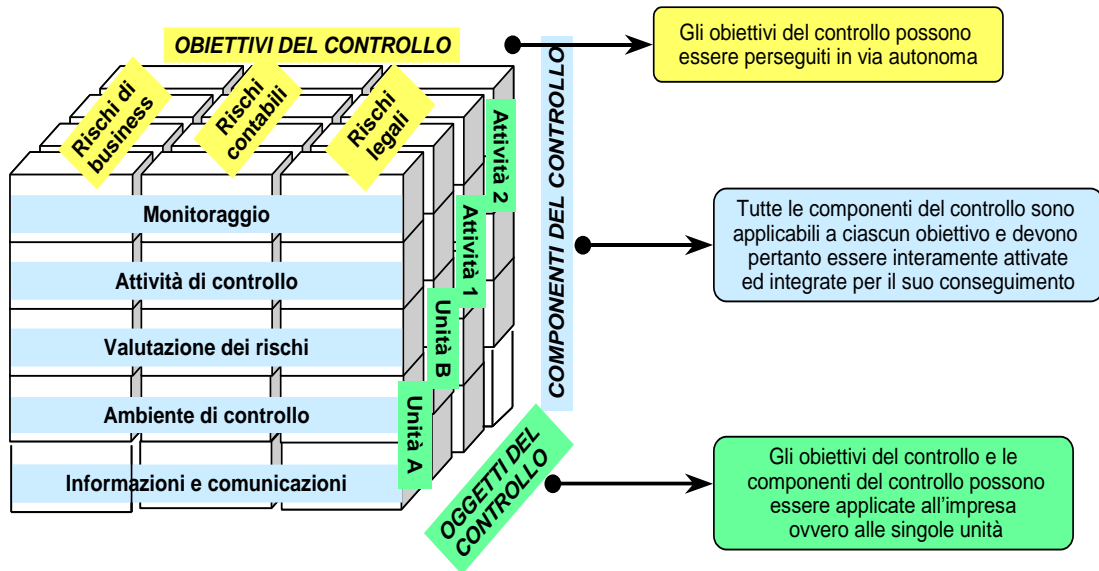 OBIETTIVI DEL CONTROLLO
Rischi di
business
Rischi
contabili
Rischi
legali
Monitoraggio
Attività di controllo
Valutazione dei rischi
Ambiente di controllo
Informazioni e comunicazioni
Unità A
Unità B
Attività 1
Attività 2
OGGETTI DEL
CONTROLLO
COMPONENTI DEL CONTROLLO
Gli obiettivi del controllo possono
essere perseguiti in via autonoma
Tutte le componenti del controllo sono
applicabili a ciascun obiettivo e devono
pertanto essere interamente attivate
ed integrate per il suo conseguimento
Gli obiettivi del controllo e le
componenti del controllo possono
essere applicate all’impresa
ovvero alle singole unità